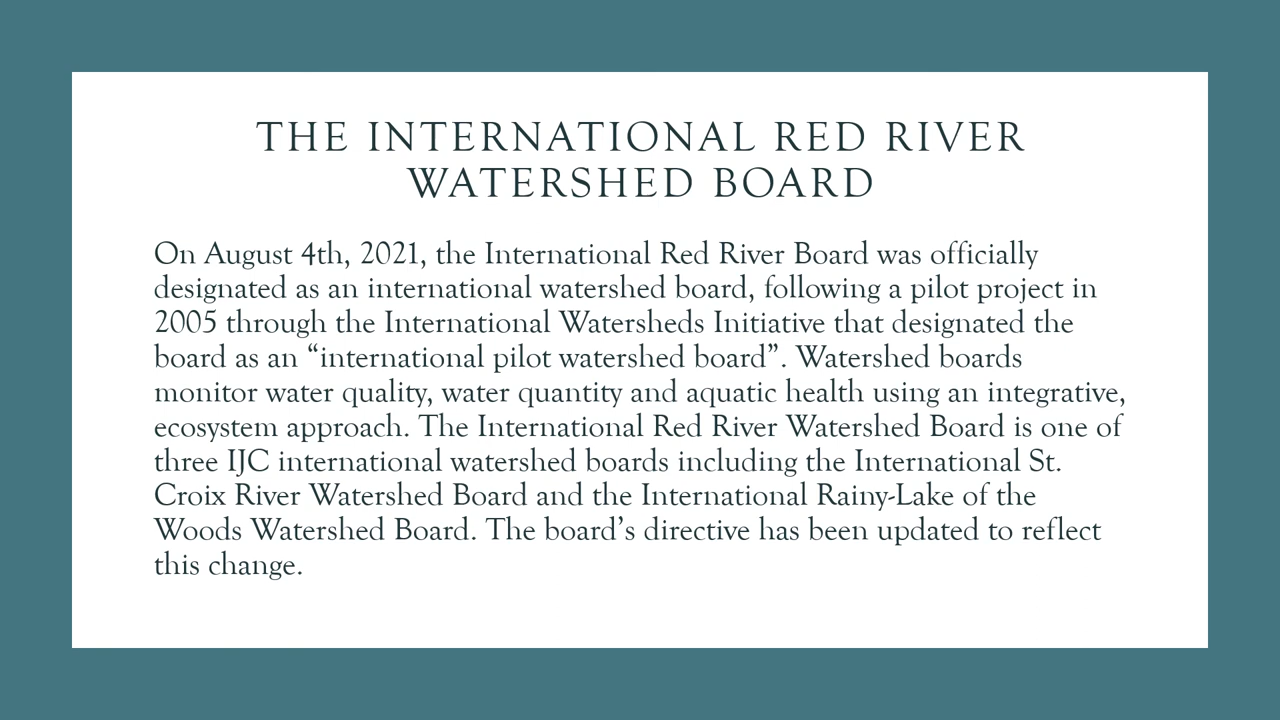 THE INTERNATIONAL RED RIVER
WATERSHED BOARD
On August 4th, 2021, the International Red River Board was officially
designated as an international watershed board, following a pilot project in
2005 through the International Watersheds Initiative that designated the
board as an “international pilot watershed board”. Watershed boards
monitor water quality, water quantity and aquatic health using an integrative,
ecosystem approach. The International Red River Watershed Board is one of
three IJC international watershed boards including the International St.
Croix River Watershed Board and the International Rainy-Lake of the
Woods Watershed Board. The board’s directive has been updated to reflect
this change.